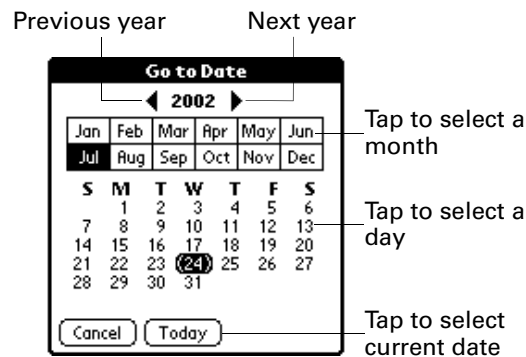 Previous year
Next year
Go to Date
2002
Jan Feb Mar Apr May Jun
Tap to select a
month
Jul Aug Sep Oct Nov Dec
S M T W T F S
1 2 3 4 5 6
Tap to select a
day
7 8 9 10 11 12 13
14 15 16 17 18 19 20
21 22 23 24 25 26 27
28 29 30 31
Cancel Today
Tap to select
current date